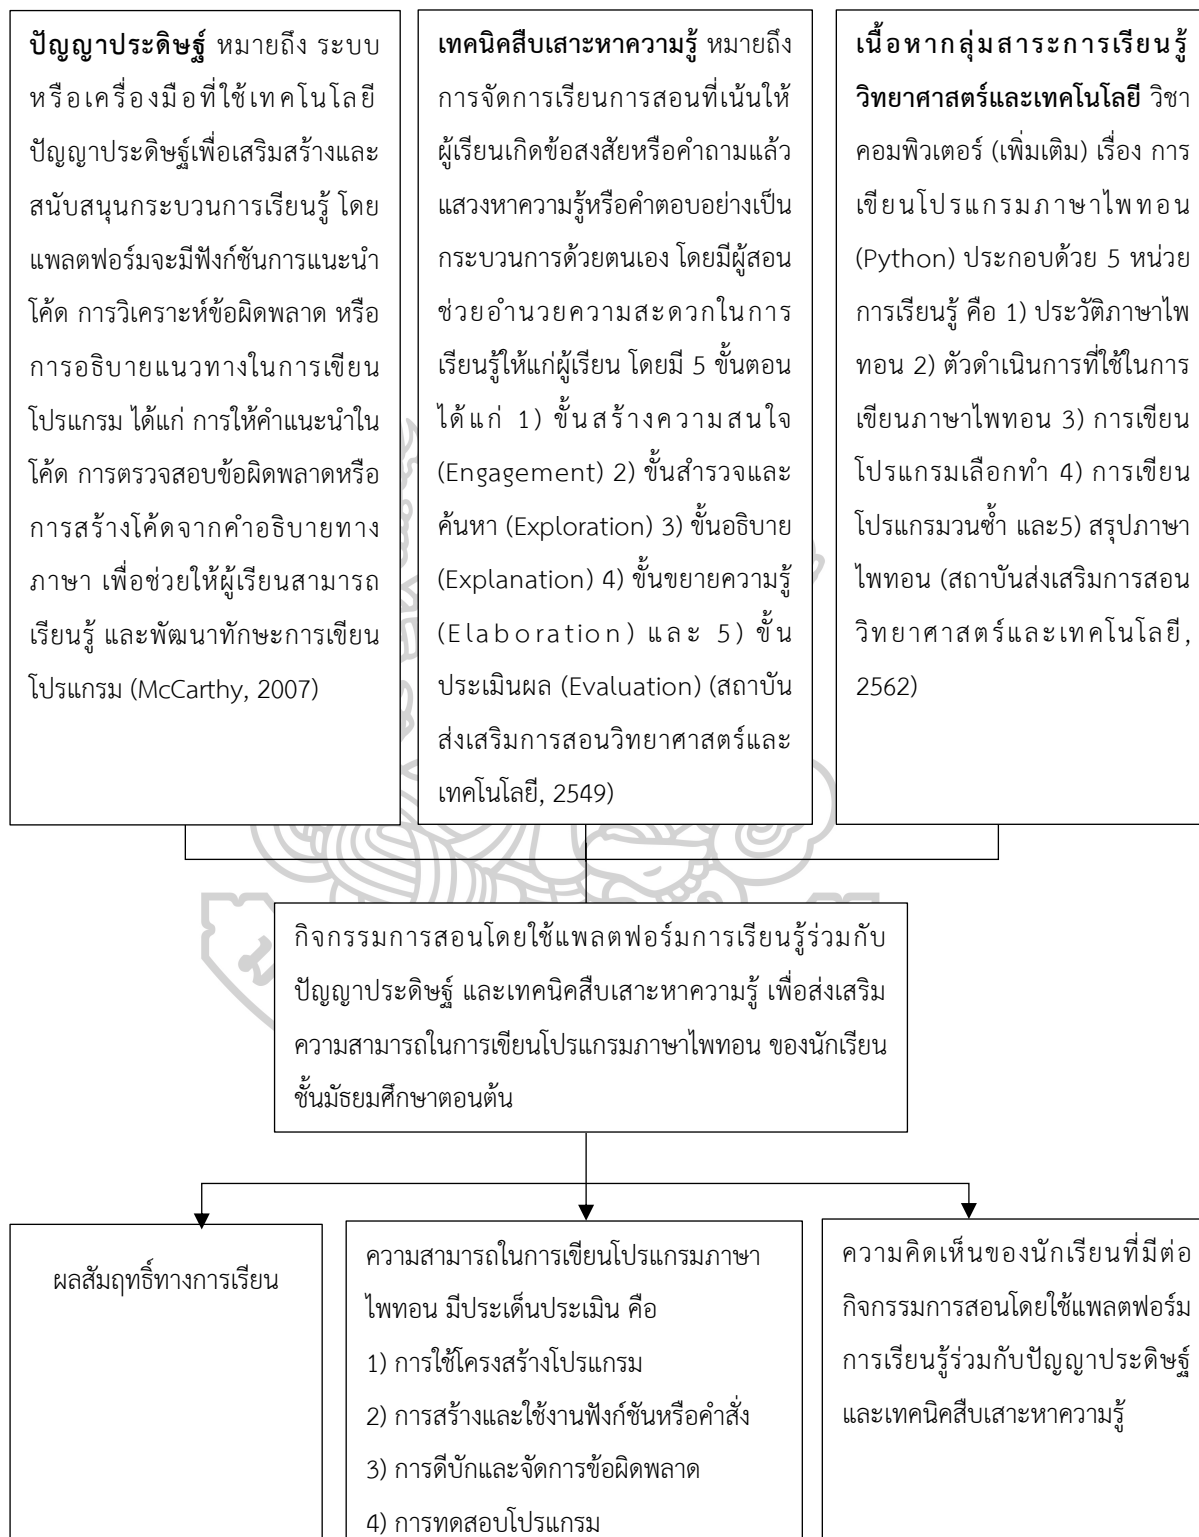 ปัญญาประดิษฐ์ หมายถึง ระบบ
หรือเครื่องมือที่ใช้เทคโนโลยี
ปัญญาประดิษฐ์เพื่อเสริมสร้างและ
สนับสนุนกระบวนการเรียนรู้ โดย
แพลตฟอร์มจะมีฟังก์ชันการแนะนำ
โค้ด การวิเคราะห์ข้อผิดพลาด หรือ
การอธิบายแนวทางในการเขียน
โปรแกรม ได้แก่ การให้คำแนะนำใน
โค้ด การตรวจสอบข้อผิดพลาดหรือ
การสร้างโค้ดจากคำอธิบายทาง
ภาษา เพื่อช่วยให้ผู้เรียนสามารถ
เรียนรู้ และพัฒนาทักษะการเขียน
โปรแกรม (McCarthy, 2007)
เทคนิคสืบเสาะหาความรู้ หมายถึง
การจัดการเรียนการสอนที่เน้นให้
ผู้เรียนเกิดข้อสงสัยหรือคำถามแล้ว
แสวงหาความรู้หรือคำตอบอย่างเป็น
กระบวนการด้วยตนเอง โดยมีผู้สอน
ช่วยอำนวยความสะดวกในการ
เรียนรู้ให้แก่ผู้เรียน โดยมี 5 ขั้นตอน
ได้แก่ 1) ขั้นสร้างความสนใจ
(Engagement) 2) ขั้นสำรวจและ
ค้นหา (Exploration) 3) ขั้นอธิบาย
(Explanation) 4) ขั้นขยายความรู้
(Elaboration) และ 5) ขั้น
ประเมินผล (Evaluation) (สถาบัน
ส่งเสริมการสอนวิทยาศาสตร์และ
เทคโนโลยี, 2549)
เนื้อหากลุ่มสาระการเรียนรู้
วิทยาศาสตร์และเทคโนโลยี วิชา
คอมพิวเตอร์ (เพิ่มเติม) เรื่อง การ
เขียนโปรแกรมภาษาไพทอน
(Python) ประกอบด้วย 5 หน่วย
การเรียนรู้ คือ 1) ประวัติภาษาไพ
ทอน 2) ตัวดำเนินการที่ใช้ในการ
เขียนภาษาไพทอน 3) การเขียน
โปรแกรมเลือกทำ 4) การเขียน
โปรแกรมวนซ้ำ และ5) สรุปภาษา
ไพทอน (สถาบันส่งเสริมการสอน
วิทยาศาสตร์และเทคโนโลยี,
2562)
กิจกรรมการสอนโดยใช้แพลตฟอร์มการเรียนรู้ร่วมกับ
ปัญญาประดิษฐ์ และเทคนิคสืบเสาะหาความรู้ เพื่อส่งเสริม
ความสามารถในการเขียนโปรแกรมภาษาไพทอน ของนักเรียน
ชั้นมัธยมศึกษาตอนต้น
ผลสัมฤทธิ์ทางการเรียน
ความสามารถในการเขียนโปรแกรมภาษา
ไพทอน มีประเด็นประเมิน คือ
1) การใช้โครงสร้างโปรแกรม
2) การสร้างและใช้งานฟังก์ชันหรือคำสั่ง
3) การดีบักและจัดการข้อผิดพลาด
4) การทดสอบโปรแกรม
ความคิดเห็นของนักเรียนที่มีต่อ
กิจกรรมการสอนโดยใช้แพลตฟอร์ม
การเรียนรู้ร่วมกับปัญญาประดิษฐ์
และเทคนิคสืบเสาะหาความรู้